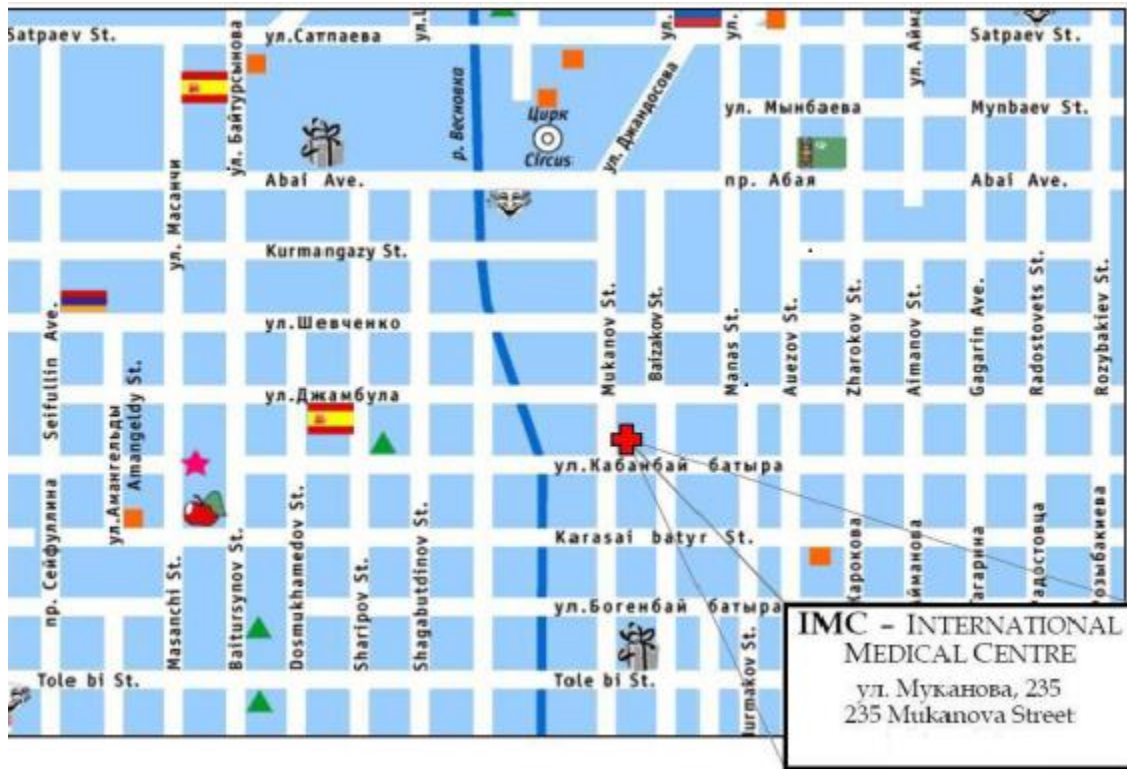 Satpaev St.
ул.Сатпаева
ул.
ул.
Satpaev St.
ул. Байтурсынова
р. Весновка
Цирк
Circus
ул. Джандосова
ул. Мынбаева
Mynbaev St.
ул. Масанчи
Abai Ave.
пр. Абая
Abai Ave.
Kurmangazy St.
Seifullin Ave.
ул.Шевченко
Mukanov St.
Baizakov St.
Manas St.
Auezov St.
Zharokov St.
Aimanov St.
Gagarin Ave.
Radostovets St.
Rozybakiev St.
ул.Амангельды
Amangeldy St.
ул.Джамбула
ул.Кабанбай батыра
пр. Сейфуллина
Karasai batyr St.
Masanchi St.
Baitursynov St.
Dosmukhamedov St.
Sharipov St.
Shagabutdinov St.
ул.Богенбай батыра
Tole bi St.
Tole bi St.
IMC - INTERNATIONAL
MEDICAL CENTRE
ул. Муканова, 235
235 Mukanova Street